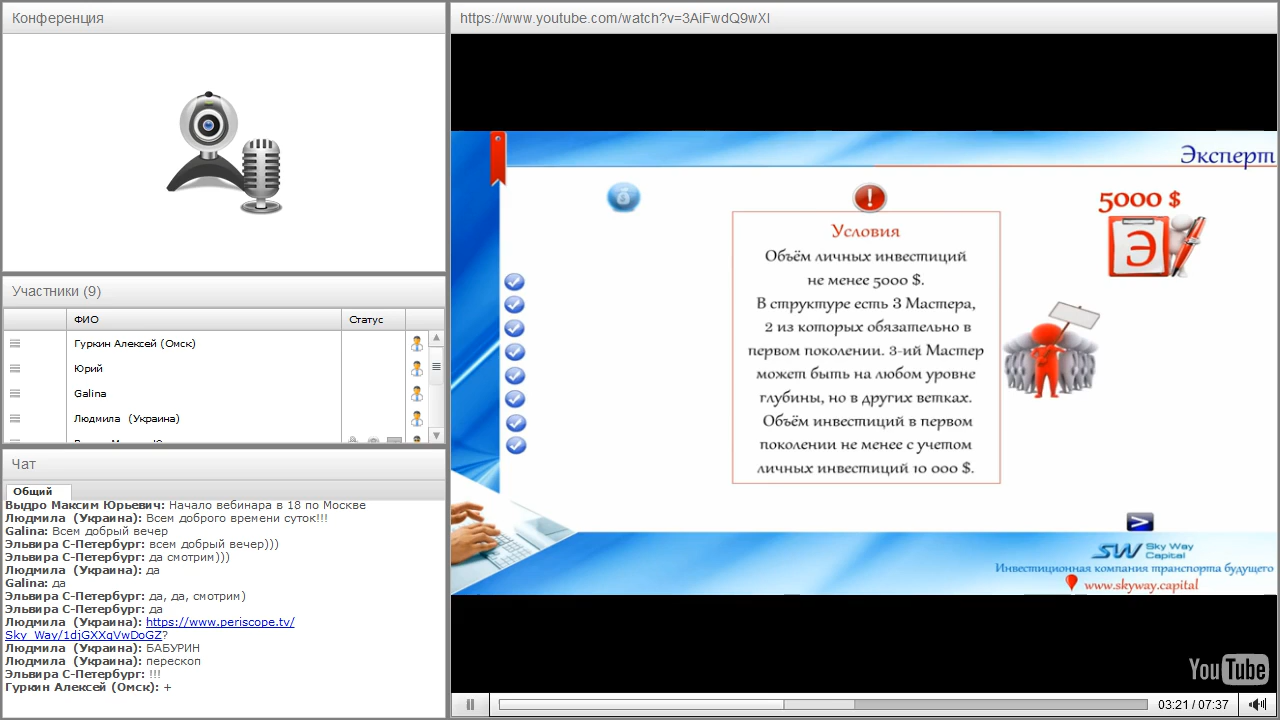 Конференция
Участники (9)
ФИО
Статус
Гуркин Алексей (Омск)
Юрий
Galina
Людмила (Украина)
Чат
Общий
Выдро Максим Юрьевич: Начало вебинара в 18 по Москве
Людмила (Украина): Всем доброго времени суток!!!
Galina: Всем добрый вечер
Эльвира С-Петербург: всем добрый вечер)))
Эльвира С-Петербург: да смотрим)))
Людмила (Украина): да
Galina: да
Эльвира С-Петербург: да, да, смотрим)
Эльвира С-Петербург: да
Людмила (Украина): https://www.periscope.tv/
Sky_Way/1djGXXqVwDoGZ?
Людмила (Украина): БАБУРИН
Людмила (Украина): перескоп
Эльвира С-Петербург: !!!
Гуркин Алексей (Омск): +
https://www.youtube.com/watch?v=3AiFwdQ9wXI
Эксперт
5000 $
Э
Условия
Объём личных инвестиций
не менее 5000 $.
В структуре есть 3 Мастера,
2 из которых обязательно в
первом поколении. 3-ий Мастер
может быть на любом уровне
глубины, но в других ветках.
Объём инвестиций в первом
поколении не менее с учетом
личных инвестиций 10 000 $.
SW Sky Way
Capital
Инвестиционная компания транспорта будущего
www.skyway.capital
YouTube
03:21 / 07:37